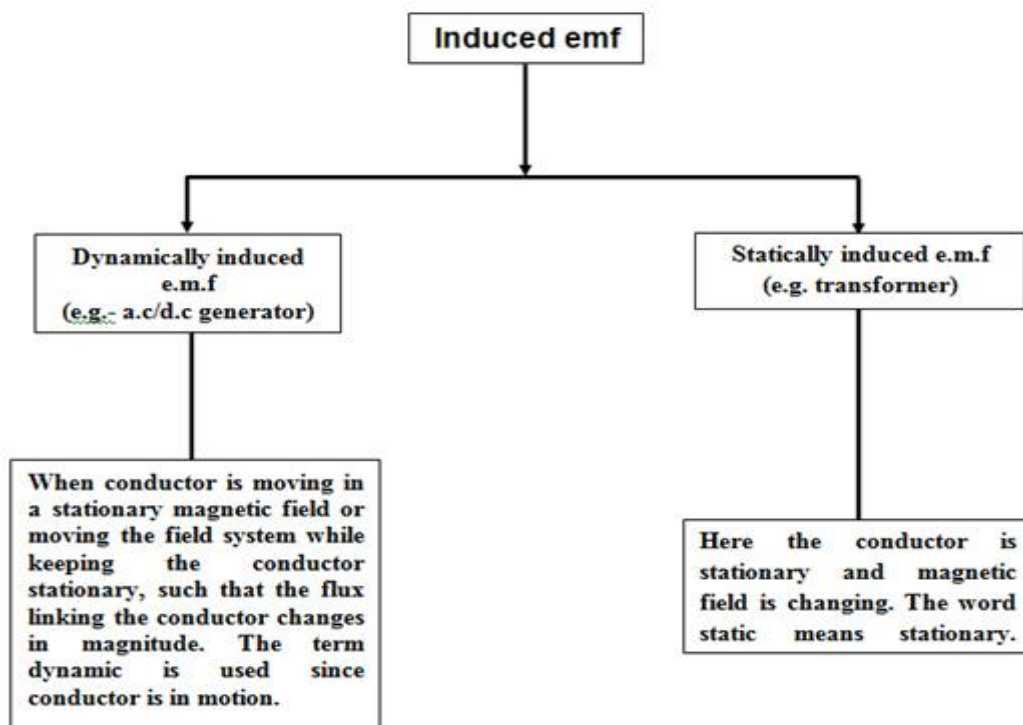 Induced emf
Dynamically induced
e.m.f
(e.g.- a.c/d.c generator)
Statically induced e.m.f
(e.g. transformer)
When conductor is moving in
a stationary magnetic field or
moving the field system while
keeping the conductor
stationary, such that the flux
linking the conductor changes
in magnitude. The term
dynamic is used since
conductor is in motion.
Here the conductor is
stationary and magnetic
field is changing. The word
static means stationary.